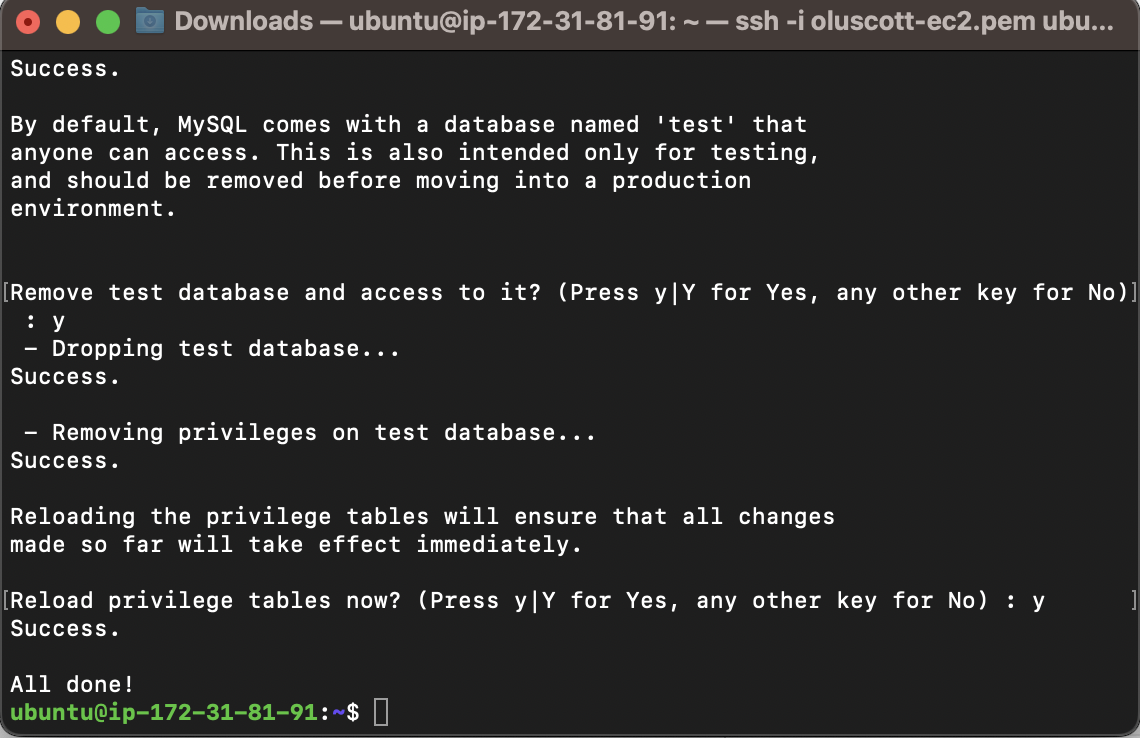 Downloads — ubuntu@ip-172-31-81-91: ~ — ssh -i oluscott-ec2.pem ubu...
Success.
By default, MySQL comes with a database named 'test' that
anyone can access. This is also intended only for testing,
and should be removed before moving into a production
environment.
[Remove test database and access to it? (Press y|Y for Yes, any other key for No)]
 : y
 - Dropping test database...
Success.
 - Removing privileges on test database...
Success.
Reloading the privilege tables will ensure that all changes
made so far will take effect immediately.
[Reload privilege tables now? (Press y|Y for Yes, any other key for No) : y ]
Success.
All done!
ubuntu@ip-172-31-81-91:~$